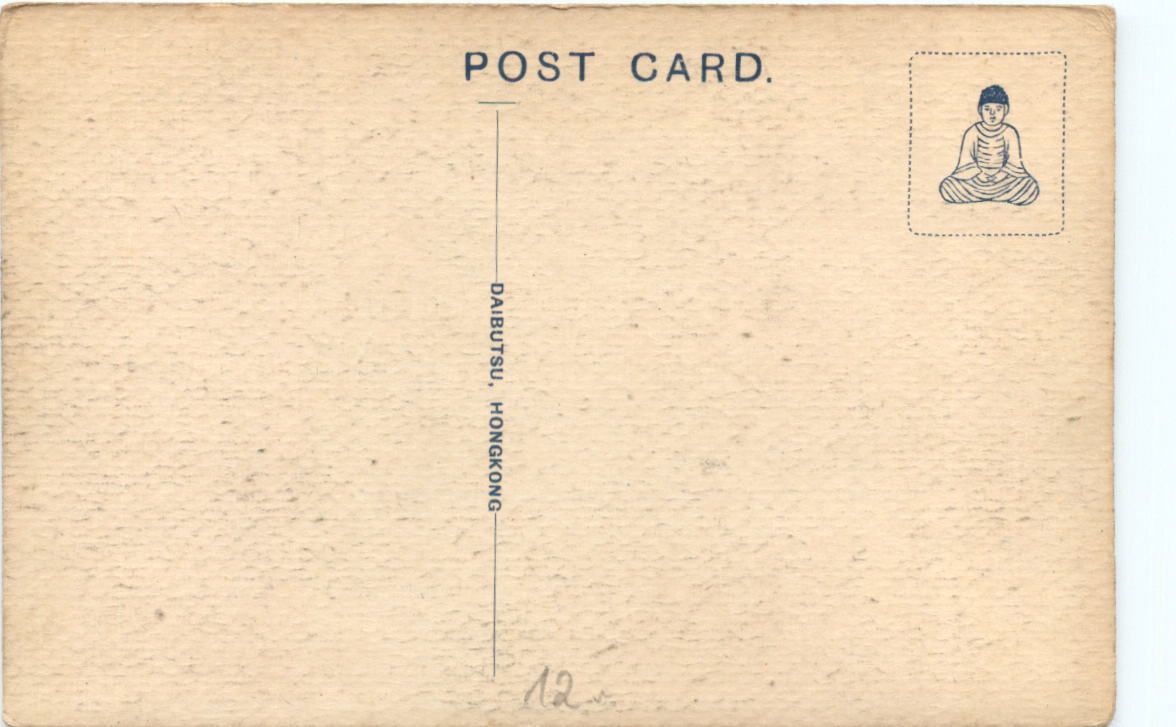 POST CARD.
DAIBUTSU, HONGKONG
12